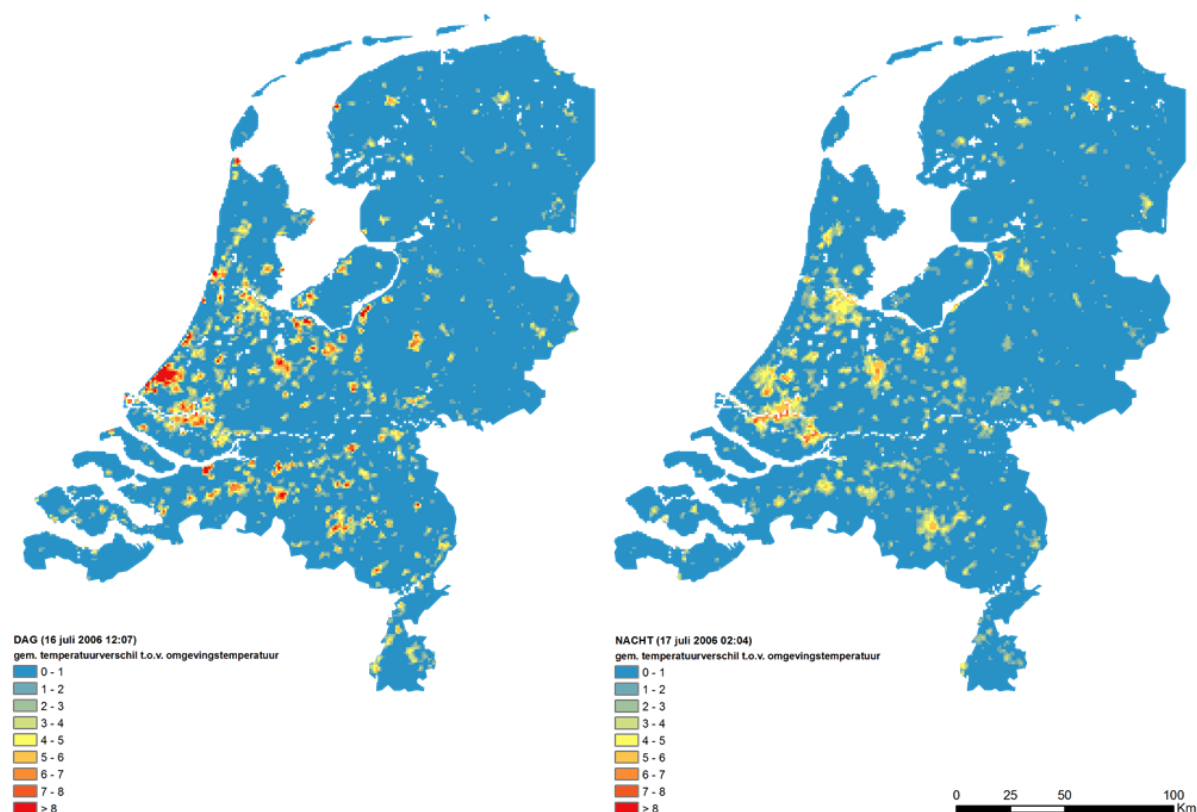 DAG (16 juli 2006 12:07)
gem. temperatuurverschil t.o.v. omgevingstemperatuur
0 - 1
1 - 2
2 - 3
3 - 4
4 - 5
5 - 6
6 - 7
7 - 8
> 8
NACHT (17 juli 2006 02:04)
gem. temperatuurverschil t.o.v. omgevingstemperatuur
0 - 1
1 - 2
2 - 3
3 - 4
4 - 5
5 - 6
6 - 7
7 - 8
> 8
0 25 50 100
Km